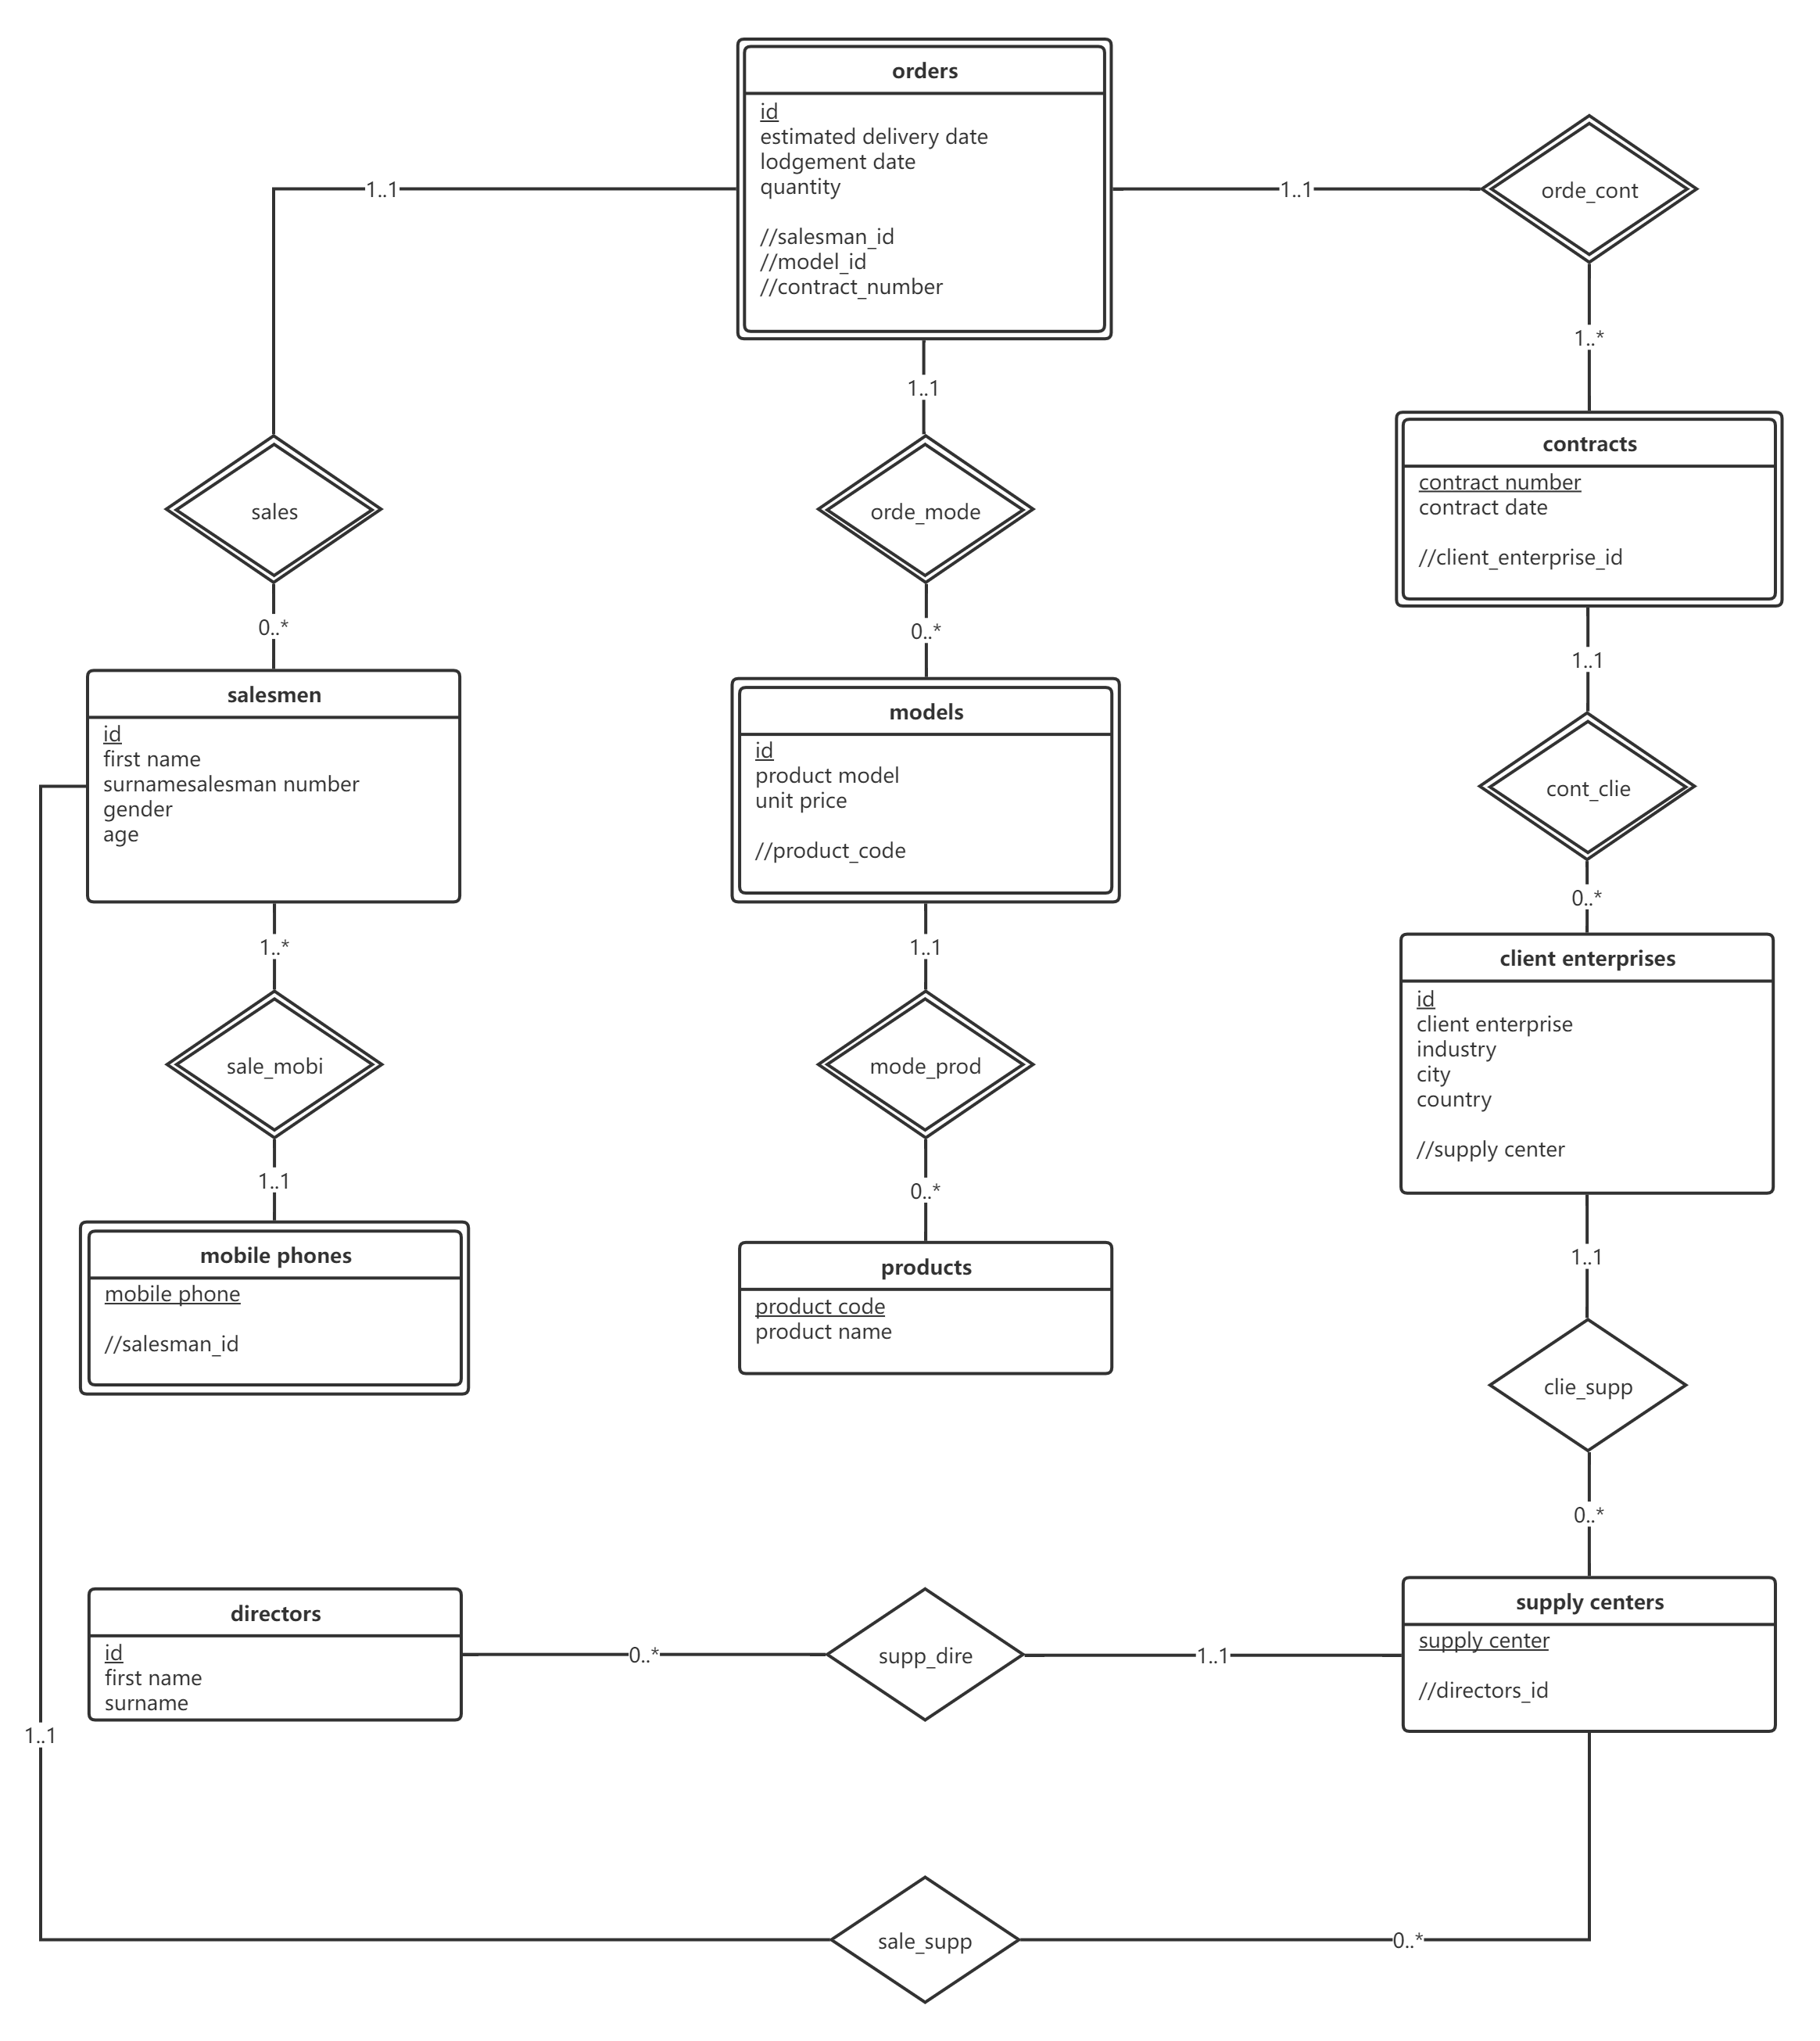 orders
id
estimated delivery date
lodgement date
quantity
//salesman_id
//model_id
//contract_number
1..1
1..1
orde_cont
1..*
1..1
contracts
contract number
contract date
//client_enterprise_id
sales
orde_mode
0..*
0..*
1..1
salesmen
id
first name
surnamesalesman number
gender
age
models
id
product model
unit price
//product_code
cont_clie
0..*
1..*
1..1
client enterprises
id
client enterprise
industry
city
country
//supply center
sale_mobi
mode_prod
1..1
0..*
1..1
mobile phones
mobile phone
//salesman_id
products
product code
product name
clie_supp
0..*
directors
id
first name
surname
0..*
supp_dire
1..1
supply centers
supply center
//directors_id
1..1
sale_supp
0..*